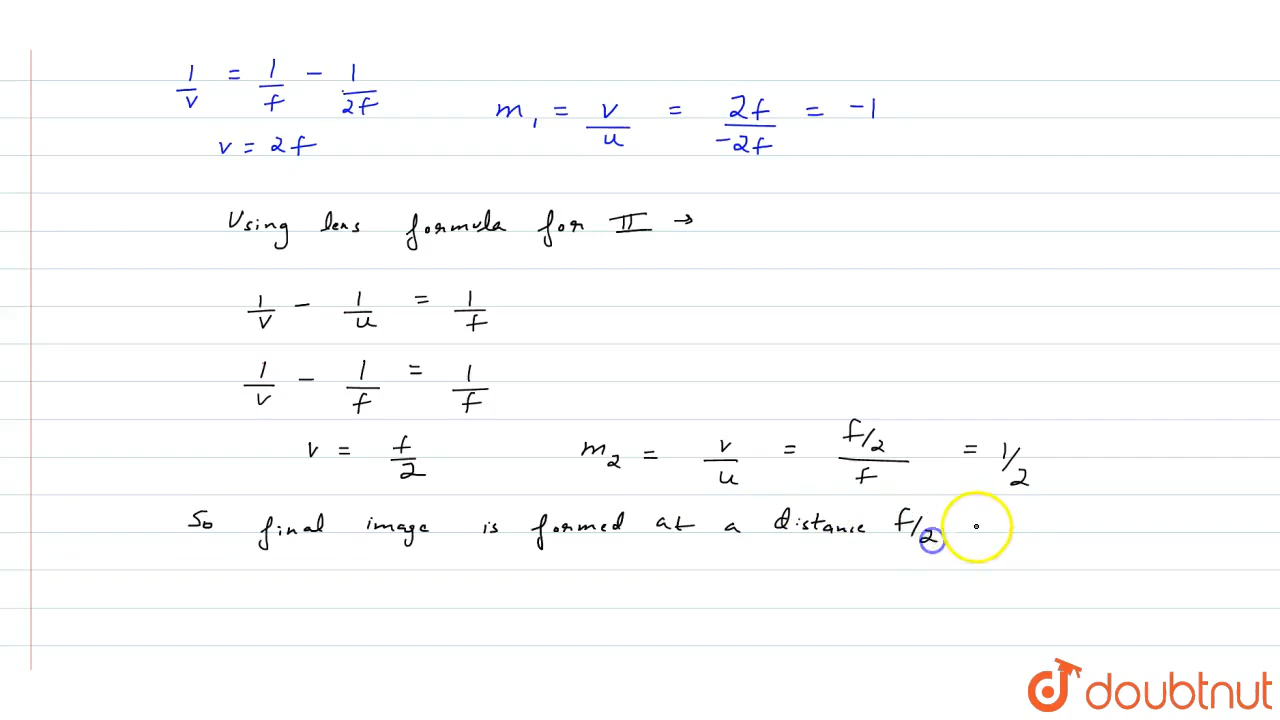 1/v = 1/f - 1/2f
m₁ = v/u = 2f/-2f = -1
v = 2f
Using lens formula for II →
1/v - 1/u = 1/f
1/v - 1/f = 1/f
v = f/2 m₂ = v/u = f/2/f = 1/2
So final image is formed at a distance f/2
doubtnut